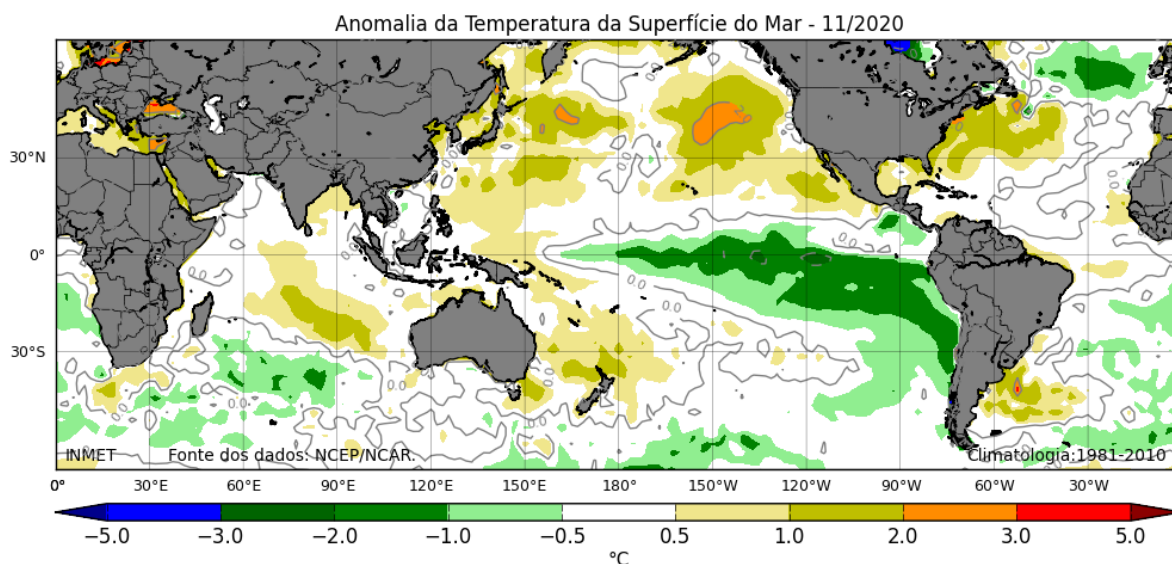 Anomalia da Temperatura da Superfície do Mar - 11/2020
30°N
0°
30°S
INMET Fonte dos dados: NCEP/NCAR. Climatologia:1981-2010
0° 30°E 60°E 90°E 120°E 150°E 180° 150°W 120°W 90°W 60°W 30°W
−5.0 −3.0 −2.0 −1.0 −0.5 0.5 1.0 2.0 3.0 5.0
°C